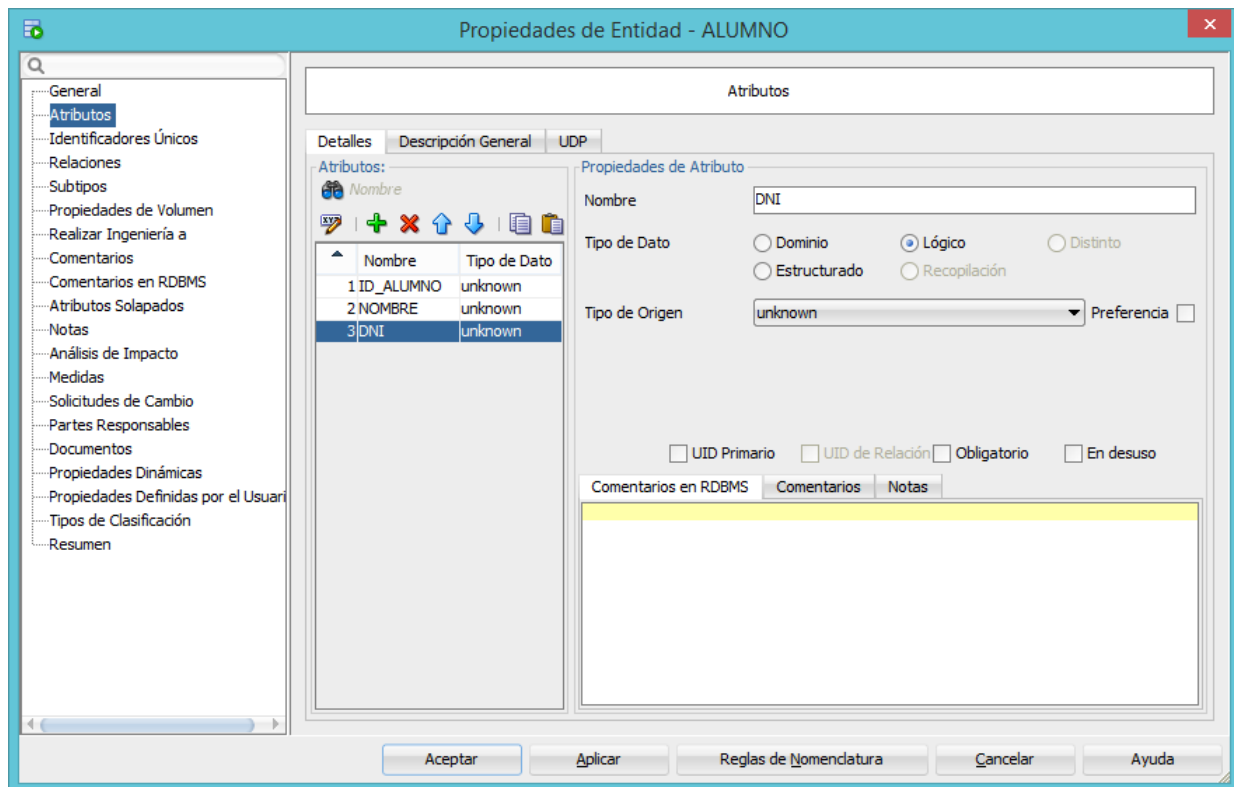 Propiedades de Entidad - ALUMNO
General
Atributos
Identificadores Únicos
Relaciones
Subtipos
Propiedades de Volumen
Realizar Ingeniería a
Comentarios
Comentarios en RDBMS
Atributos Solapados
Notas
Análisis de Impacto
Medidas
Solicitudes de Cambio
Partes Responsables
Documentos
Propiedades Dinámicas
Propiedades Definidas por el Usuari
Tipos de Clasificación
Resumen
Atributos
Detalles Descripción General UDP
Atributos:
Nombre
Nombre Tipo de Dato
1 ID_ALUMNO unknown
2 NOMBRE unknown
3 DNI unknown
Propiedades de Atributo
Nombre DNI
Tipo de Dato Dominio Lógico Distinto
Estructurado Recopilación
Tipo de Origen unknown Preferencia
UID Primario UID de Relación Obligatorio En desuso
Comentarios en RDBMS Comentarios Notas
Aceptar Aplicar Reglas de Nomenclatura Cancelar Ayuda